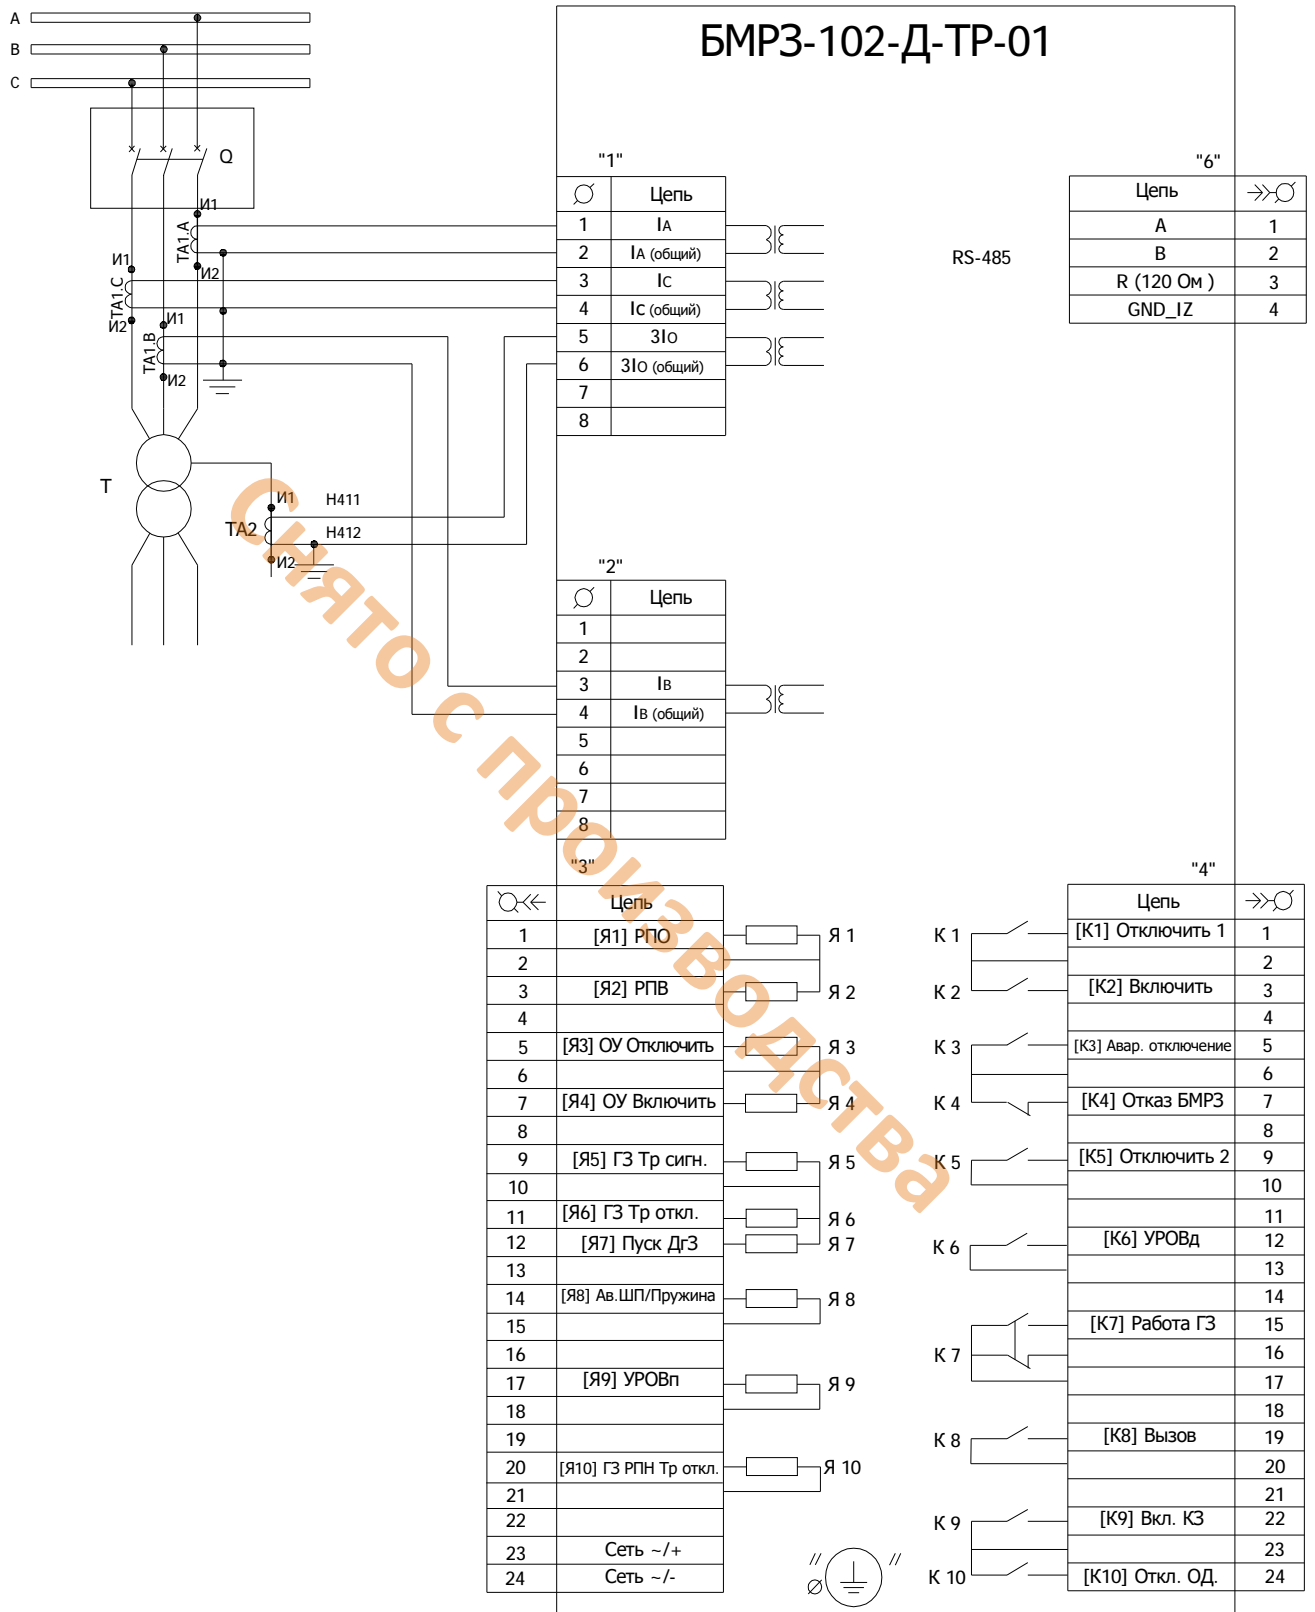 БМРЗ-102-Д-ТР-01
A
B
C
Q
И1
TA1.A
И2
И1
TA1.C
И2
И1
TA1.B
И2
T
И1
H411
TA2
H412
И2
"1"
Цепь
1 IA
2 IA (общий)
3 IC
4 IC (общий)
5 3IO
6 3IO (общий)
7
8
RS-485
"6"
Цепь
A 1
B 2
R (120 Ом ) 3
GND_IZ 4
"2"
Цепь
1
2
3 IB
4 IB (общий)
5
6
7
8
"3"
Цепь
1 [Я1] РПО Я 1
2
3 [Я2] РПВ Я 2
4
5 [Я3] ОУ Отключить Я 3
6
7 [Я4] ОУ Включить Я 4
8
9 [Я5] ГЗ Тр сигн. Я 5
10
11 [Я6] ГЗ Тр откл. Я 6
12 [Я7] Пуск ДгЗ Я 7
13
14 [Я8] Ав.ШП/Пружина Я 8
15
16
17 [Я9] УРОВп Я 9
18
19
20 [Я10] ГЗ РПН Тр откл. Я 10
21
22
23 Сеть ~/+
24 Сеть ~/-
"4"
Цепь
К 1 [К1] Отключить 1 1
2
К 2 [К2] Включить 3
4
К 3 [К3] Авар. отключение 5
6
К 4 [К4] Отказ БМРЗ 7
8
К 5 [К5] Отключить 2 9
10
11
К 6 [К6] УРОВд 12
13
14
[К7] Работа ГЗ 15
К 7 16
17
18
К 8 [К8] Вызов 19
20
21
К 9 [К9] Вкл. КЗ 22
23
К 10 [К10] Откл. ОД. 24
// //
Снято с производства